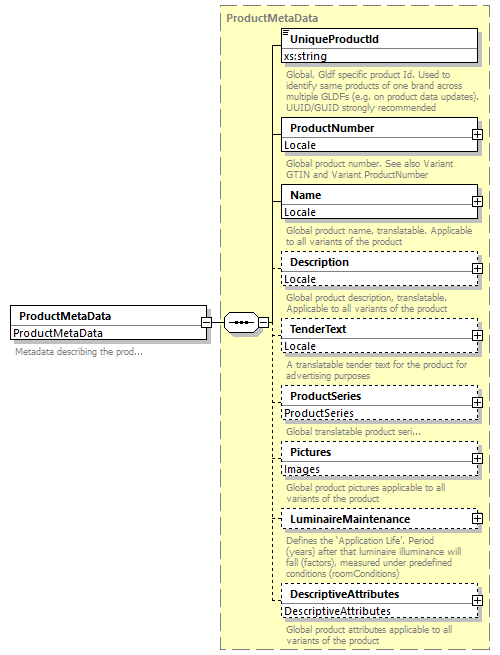 ProductMetaData
UniqueProductId
xs:string
Global, Gldf specific product Id. Used to
identify same products of one brand across
multiple GLDFs (e.g. on product data updates).
UUID/GUID strongly recommended
ProductNumber
Locale
Global product number. See also Variant
GTIN and Variant ProductNumber
Name
Locale
Global product name, translatable. Applicable
to all variants of the product
Description
Locale
Global product description, translatable.
Applicable to all variants of the product
ProductMetaData
ProductMetaData
Metadata describing the prod...
TenderText
Locale
A translatable tender text for the product for
advertising purposes
ProductSeries
ProductSeries
Global translatable product seri...
Pictures
Images
Global product pictures applicable to all
variants of the product
LuminaireMaintenance
Defines the 'Application Life'. Period
(years) after that luminaire illuminance will
fall (factors), measured under predefined
conditions (roomConditions)
DescriptiveAttributes
DescriptiveAttributes
Global product attributes applicable to all
variants of the product